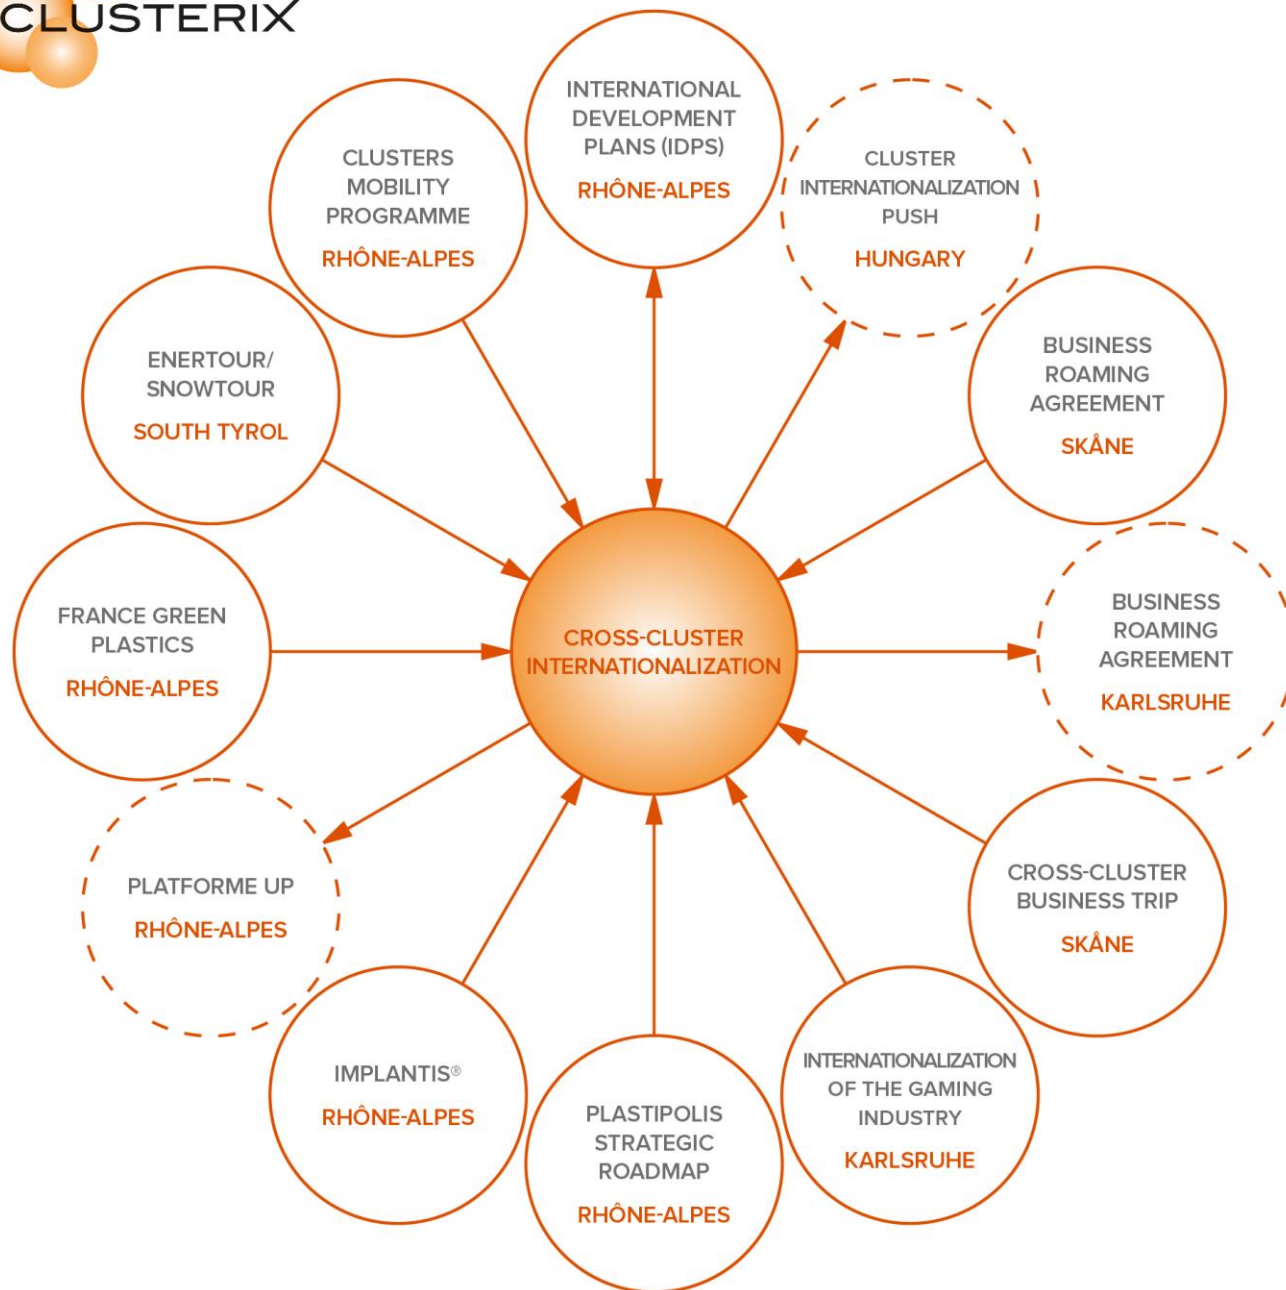 CLUSTERIX
INTERNATIONAL
DEVELOPMENT
PLANS (IDPS)
RHÔNE-ALPES
CLUSTER
INTERNATIONALIZATION
PUSH
HUNGARY
BUSINESS
ROAMING
AGREEMENT
SKÅNE
BUSINESS
ROAMING
AGREEMENT
KARLSRUHE
CROSS-CLUSTER
BUSINESS TRIP
SKÅNE
INTERNATIONALIZATION
OF THE GAMING
INDUSTRY
KARLSRUHE
PLASTIPOLIS
STRATEGIC
ROADMAP
RHÔNE-ALPES
IMPLANTIS®
RHÔNE-ALPES
PLATFORME UP
RHÔNE-ALPES
FRANCE GREEN
PLASTICS
RHÔNE-ALPES
ENERTOUR/
SNOWTOUR
SOUTH TYROL
CLUSTERS
MOBILITY
PROGRAMME
RHÔNE-ALPES
CROSS-CLUSTER
INTERNATIONALIZATION